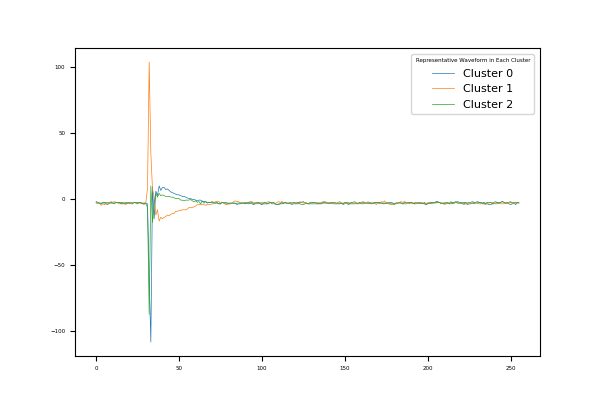 Representative Waveform in Each Cluster
Cluster 0
Cluster 1
Cluster 2
100
50
0
−50
−100
0 50 100 150 200 250